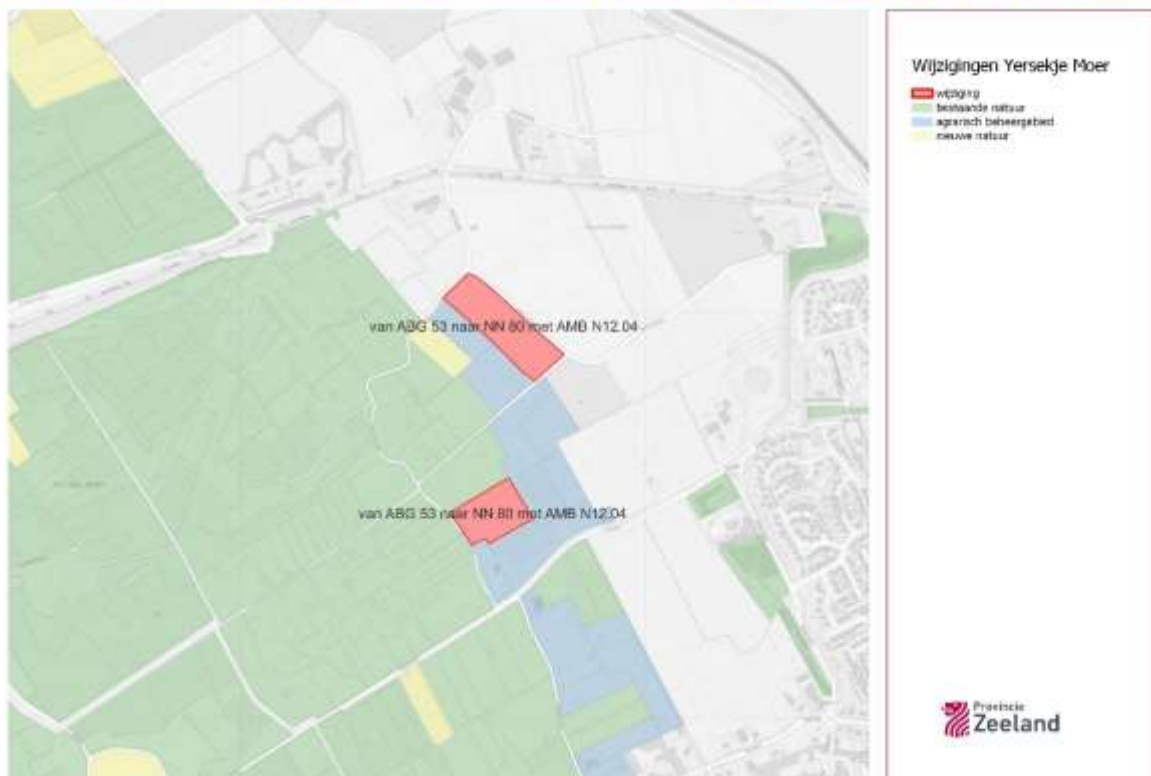 van ABG 53 naar NN 80 met AMB N12.04
van ABG 53 naar NN 80 met AMB N12.04
Wijzigingen Yersekje Moer
wijziging
bestaande natuur
agrarisch beheergebied
nieuwe natuur
Provincie
Zeeland